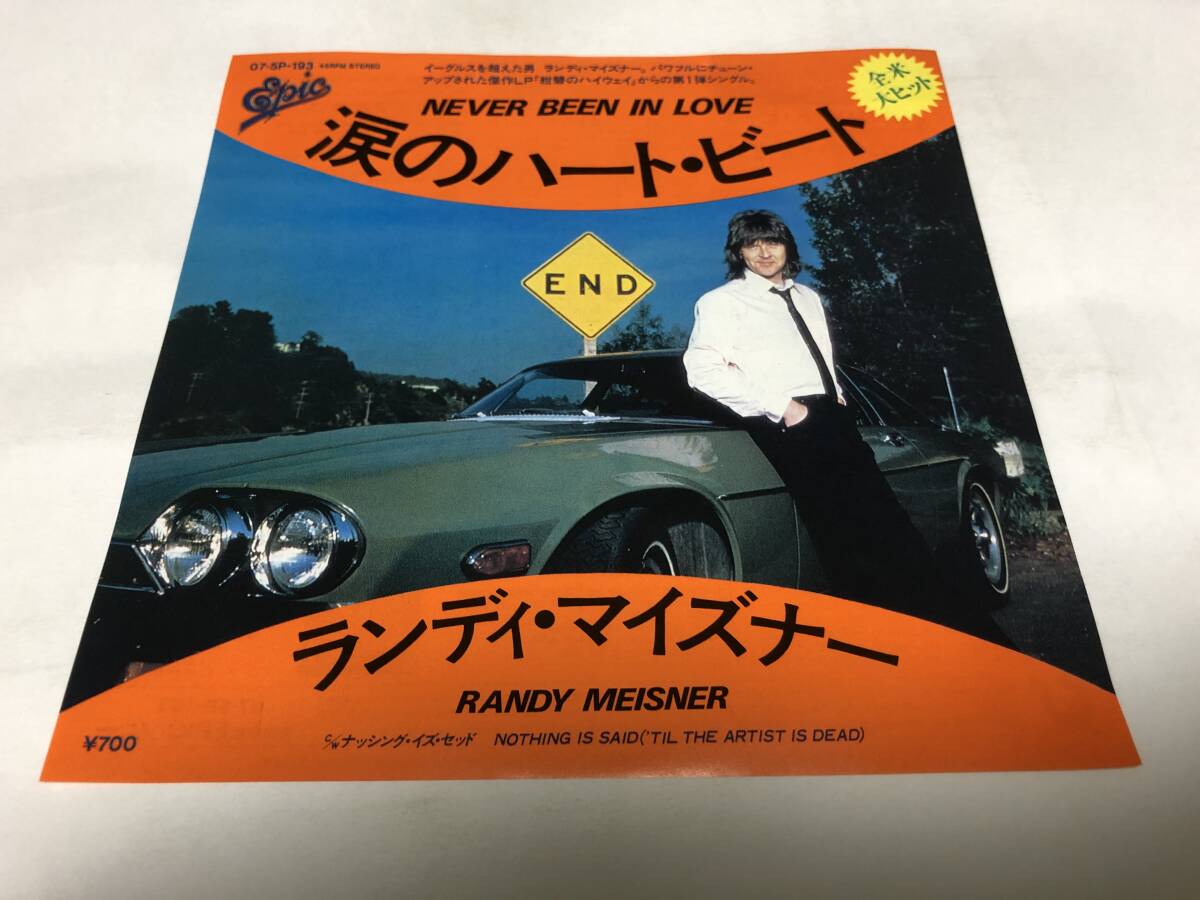 07・5P-193 45RPM STEREO
Epic
イーグルスを超えた男 ランディ・マイズナー。パワフルにチューン・
アップされた傑作LP「紺碧のハイウェイ」からの第1弾シングル。
全米
大ヒット
NEVER BEEN IN LOVE
涙のハート・ビート
END
ランディ・マイズナー
RANDY MEISNER
¥700
C/W ナッシング・イズ・セッド NOTHING IS SAID ('TIL THE ARTIST IS DEAD)